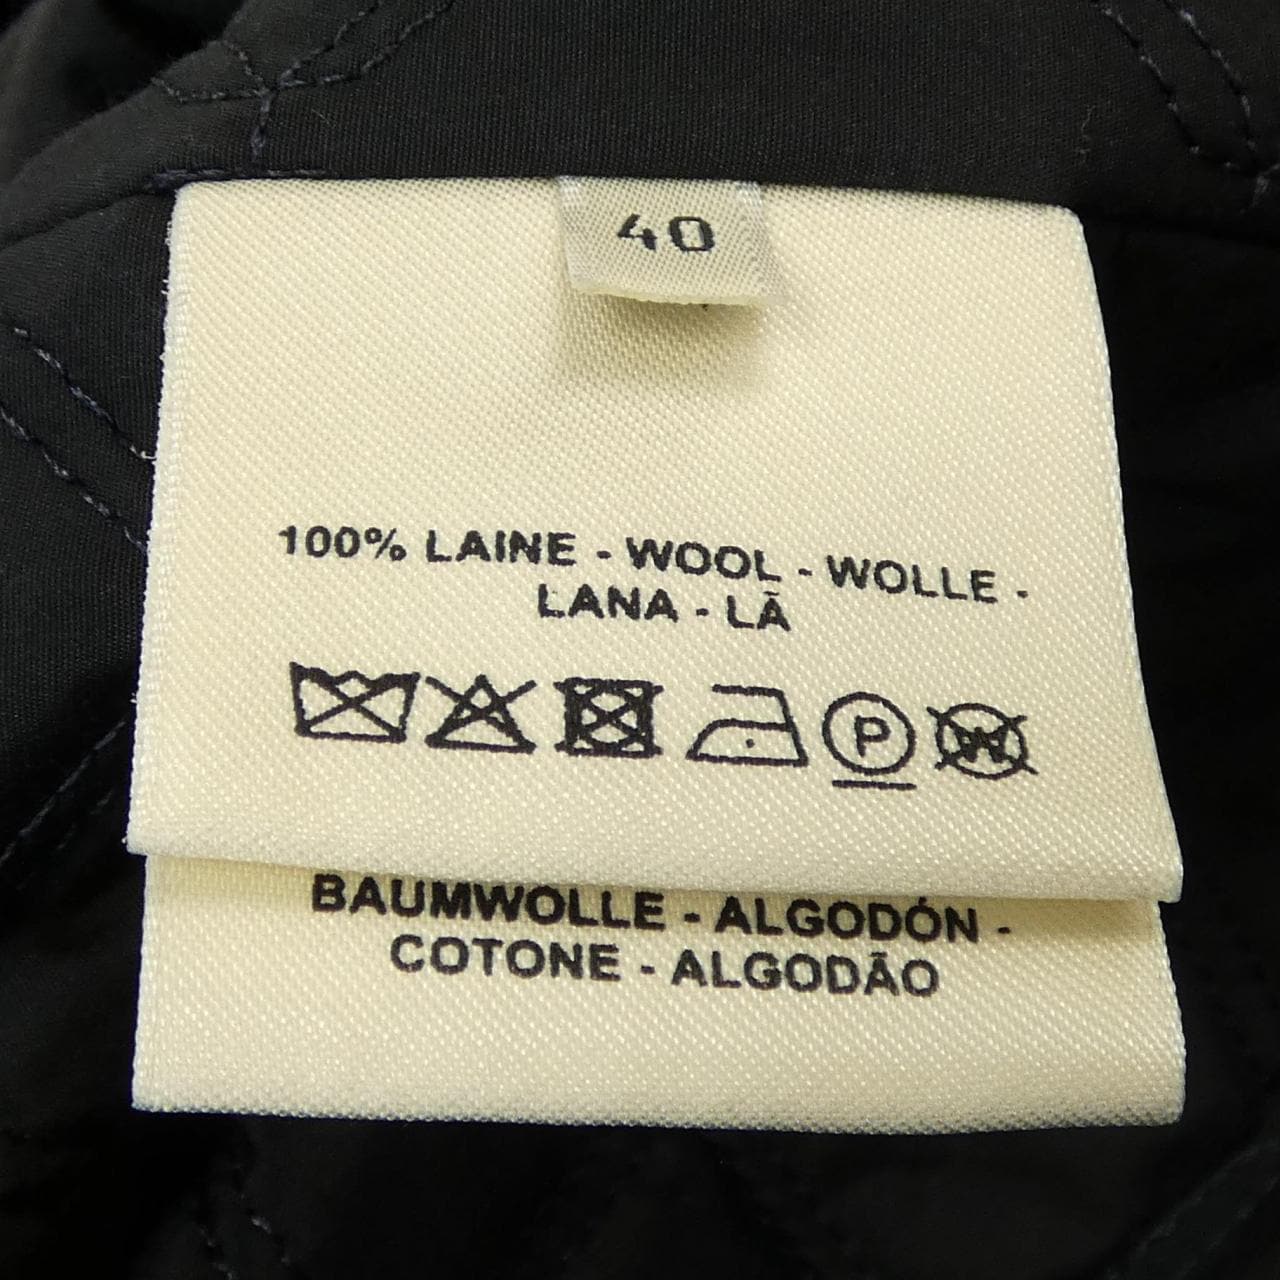 40
100% LAINE - WOOL - WOLLE -
LANA - LÃ
P
W
BAUMWOLLE - ALGODÓN -
COTONE - ALGODÃO